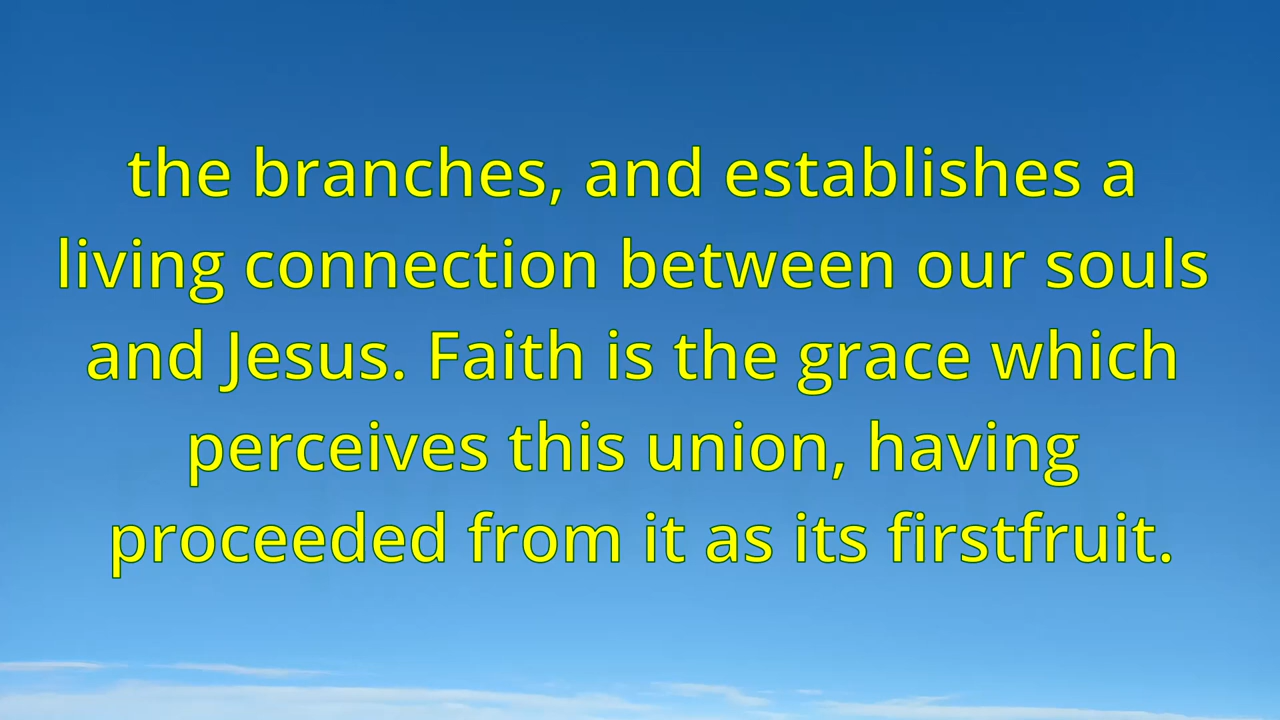 the branches, and establishes a
living connection between our souls
and Jesus. Faith is the grace which
perceives this union, having
proceeded from it as its firstfruit.